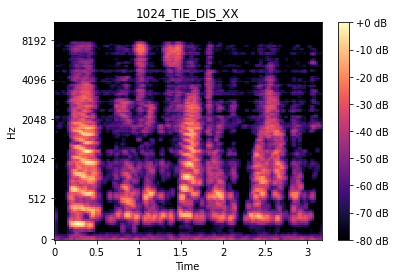 1024_TIE_DIS_XX
+0 dB
8192
-10 dB
4096
-20 dB
-30 dB
2048
Hz
-40 dB
1024
-50 dB
512
-60 dB
-70 dB
0
-80 dB
0 0.5 1 1.5 2 2.5 3
Time